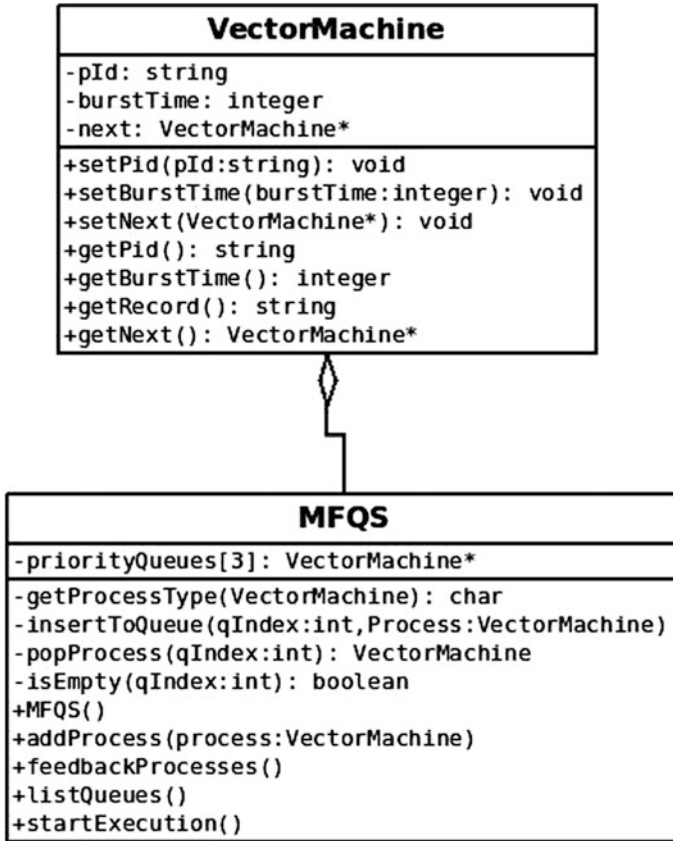 VectorMachine
-pId: string
-burstTime: integer
-next: VectorMachine*
+setPid(pId:string): void
+setBurstTime(burstTime:integer): void
+setNext(VectorMachine*): void
+getPid(): string
+getBurstTime(): integer
+getRecord(): string
+getNext(): VectorMachine*
MFQS
-priorityQueues[3]: VectorMachine*
-getProcessType(VectorMachine): char
-insertToQueue(qIndex:int,Process:VectorMachine)
-popProcess(qIndex:int): VectorMachine
-isEmpty(qIndex:int): boolean
+MFQS()
+addProcess(process:VectorMachine)
+feedbackProcesses()
+listQueues()
+startExecution()